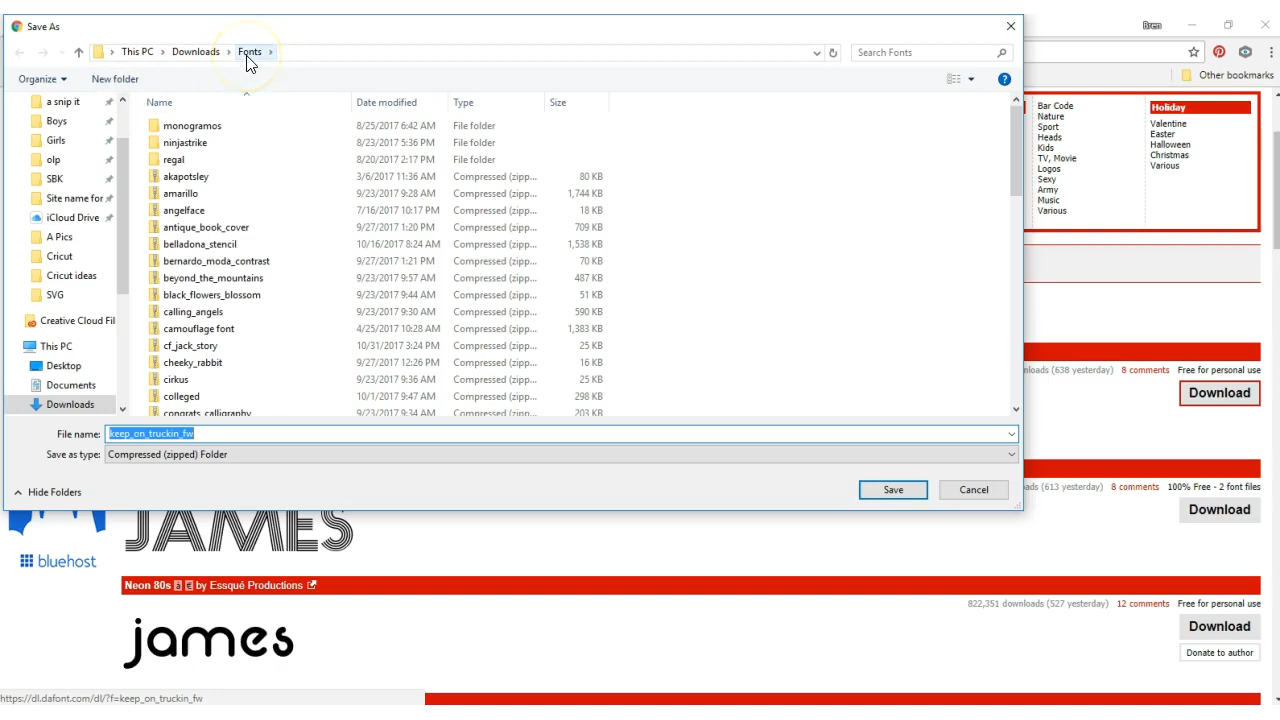 Save As
Bren
This PC > Downloads > Fonts >
Search Fonts
Organize
New folder
Other bookmarks
a snip it
Boys
Girls
olp
SBK
Site name for
iCloud Drive
A Pics
Cricut
Cricut ideas
SVG
Creative Cloud Fil
This PC
Desktop
Documents
Downloads
Name Date modified Type Size
monogramos 8/25/2017 6:42 AM File folder
ninjastrike 8/23/2017 5:36 PM File folder
regal 8/20/2017 2:17 PM File folder
akapotsley 3/6/2017 11:36 AM Compressed (zipp... 80 KB
amarillo 9/23/2017 9:28 AM Compressed (zipp... 1,744 KB
angelface 7/16/2017 10:17 PM Compressed (zipp... 18 KB
antique_book_cover 9/27/2017 1:20 PM Compressed (zipp... 709 KB
belladona_stencil 10/16/2017 8:24 AM Compressed (zipp... 1,538 KB
bernardo_moda_contrast 9/27/2017 1:21 PM Compressed (zipp... 70 KB
beyond_the_mountains 9/23/2017 9:57 AM Compressed (zipp... 487 KB
black_flowers_blossom 9/23/2017 9:44 AM Compressed (zipp... 51 KB
calling_angels 9/23/2017 9:30 AM Compressed (zipp... 590 KB
camouflage font 4/25/2017 10:28 AM Compressed (zipp... 1,383 KB
cf_jack_story 10/31/2017 3:24 PM Compressed (zipp... 25 KB
cheeky_rabbit 9/27/2017 12:26 PM Compressed (zipp... 16 KB
cirkus 9/23/2017 9:36 AM Compressed (zipp... 25 KB
colleged 10/1/2017 9:47 AM Compressed (zipp... 298 KB
congrats_calligraphy 9/23/2017 9:34 AM Compressed (zipp... 203 KB
File name: keep_on_truckin_fw
Save as type: Compressed (zipped) Folder
Hide Folders
Save
Cancel
Bar Code
Nature
Sport
Heads
Kids
TV, Movie
Logos
Sexy
Army
Music
Various
Holiday
Valentine
Easter
Halloween
Christmas
Various
nloads (638 yesterday) 8 comments Free for personal use
Download
ads (613 yesterday) 8 comments 100% Free - 2 font files
Download
JAMES
bluehost
Neon 80s à € by Essqué Productions
822,351 downloads (527 yesterday) 12 comments Free for personal use
james
Download
Donate to author
https://dl.dafont.com/dl/?f=keep_on_truckin_fw